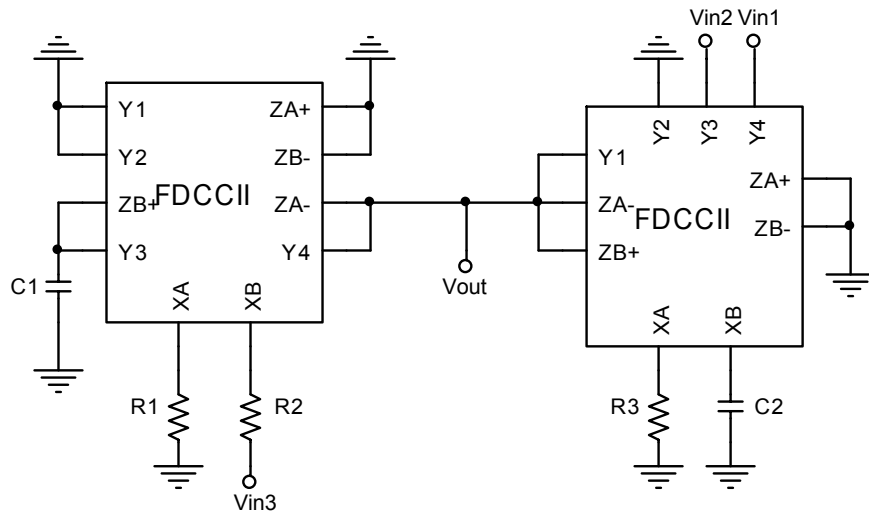 Vin2 Vin1
Y1 ZA+
Y2 ZB-
ZB+ FDCCII ZA-
Y3 Y4
C1
XA XB
R1 R2
Vin3
Vout
Y2 Y3 Y4
Y1
ZA- FDCCII ZA+
ZB+ ZB-
XA XB
R3 C2